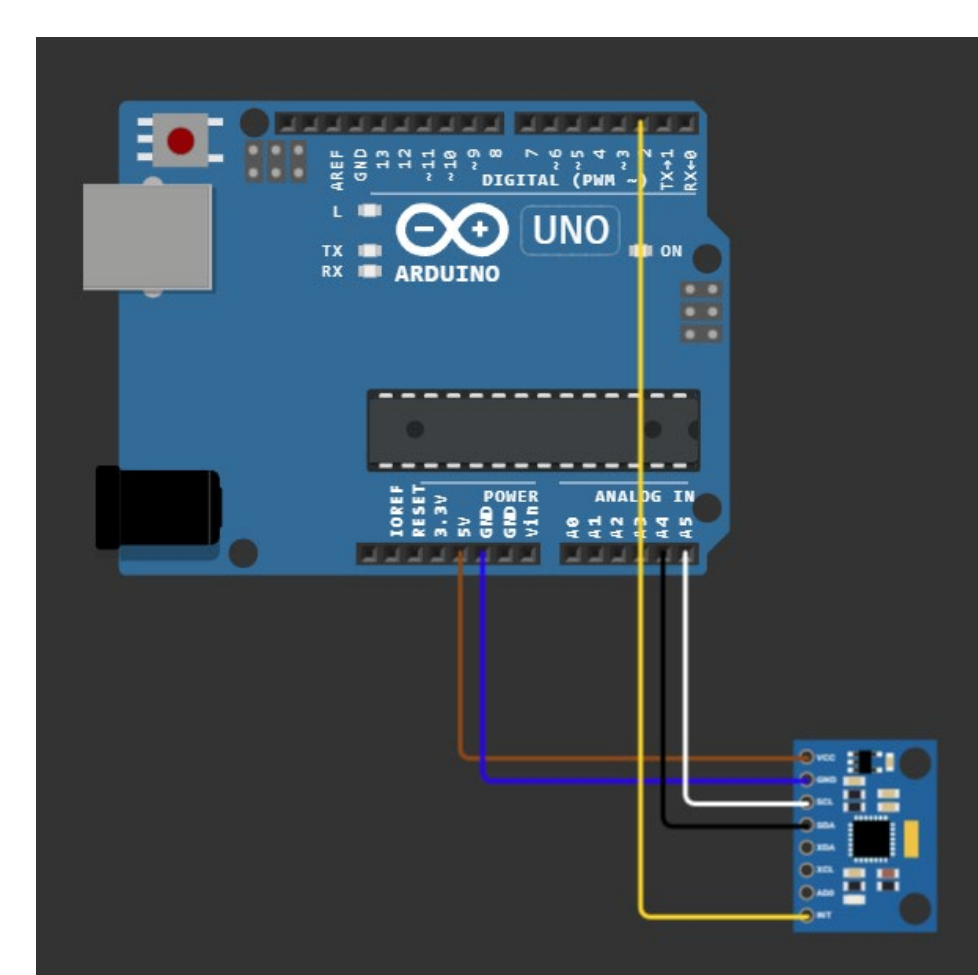 AREF
GND
13
12
~11
~10
~9
8
7
~6
~5
4
~3
2
TX→1
RX←0
DIGITAL (PWM ~)
L
TX
RX
ARDUINO
UNO
ON
IOREF
RESET
3.3V
5V
GND
GND
Vin
POWER
ANALOG IN
A0
A1
A2
A3
A4
A5
VCC
GND
SCL
SDA
XDA
XCL
AD0
INT